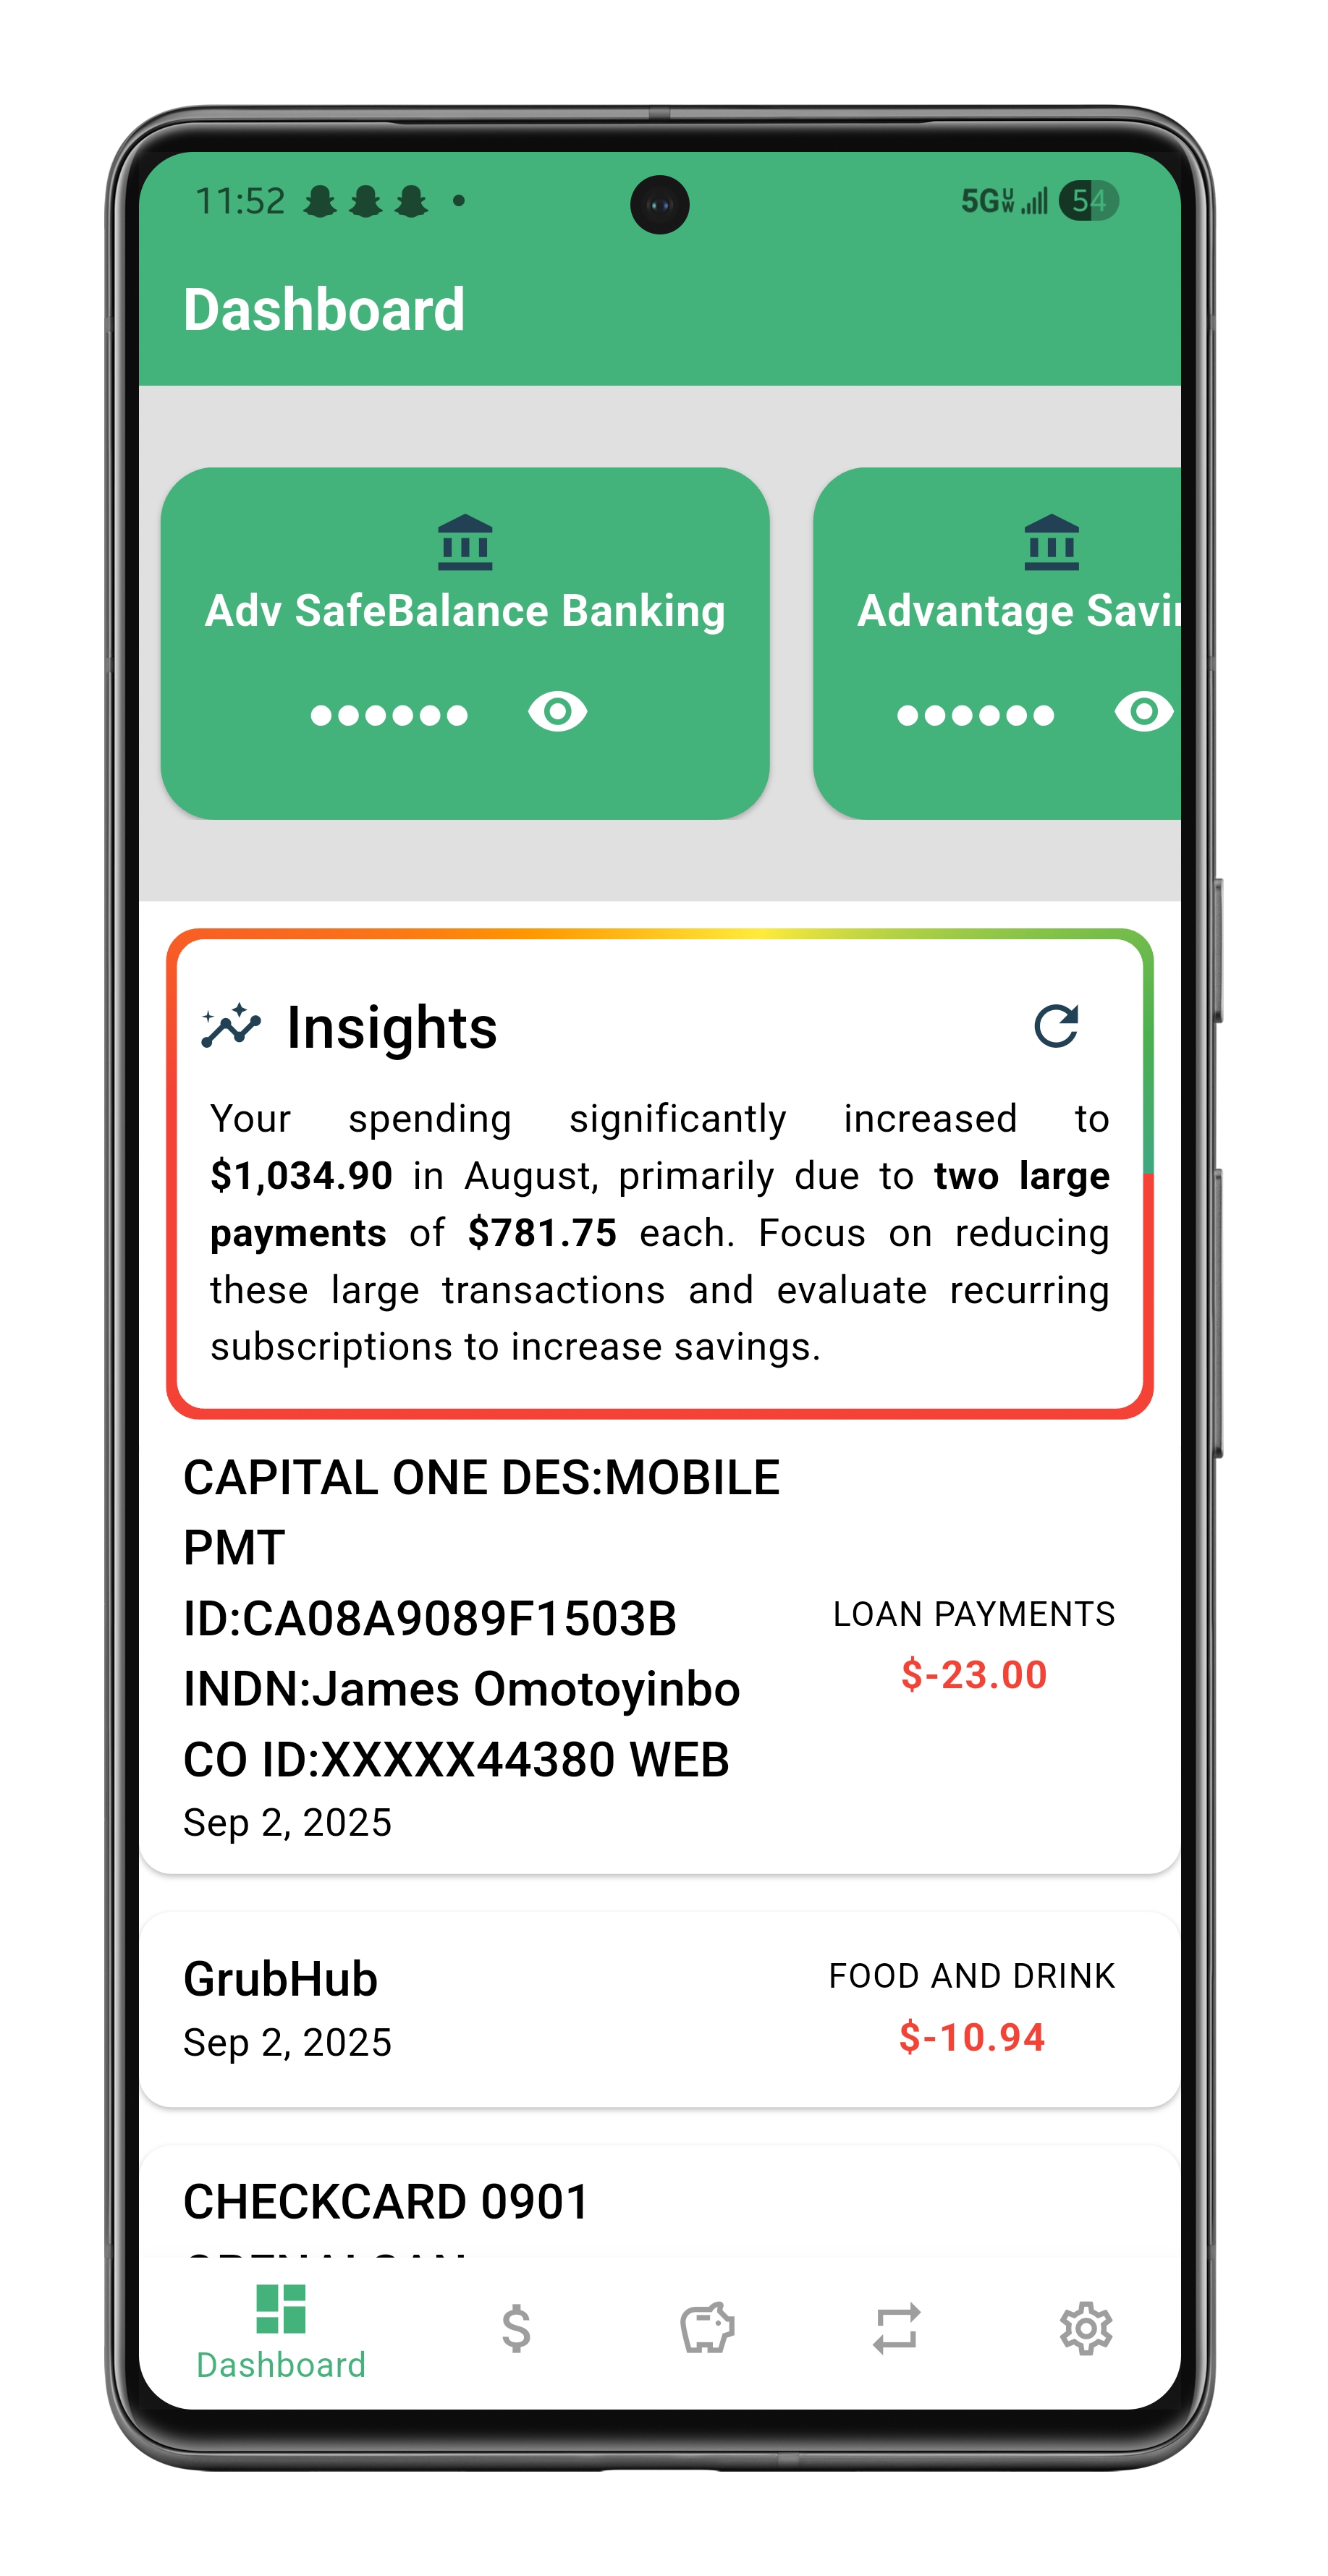 11:52 5G UW 54
Dashboard
Adv SafeBalance Banking
Advantage Savin
Insights
Your spending significantly increased to
$1,034.90 in August, primarily due to two large
payments of $781.75 each. Focus on reducing
these large transactions and evaluate recurring
subscriptions to increase savings.
CAPITAL ONE DES:MOBILE
PMT
ID:CA08A9089F1503B
INDN:James Omotoyinbo
CO ID:XXXXX44380 WEB
Sep 2, 2025
LOAN PAYMENTS
$-23.00
GrubHub
Sep 2, 2025
FOOD AND DRINK
$-10.94
CHECKCARD 0901
$
Dashboard